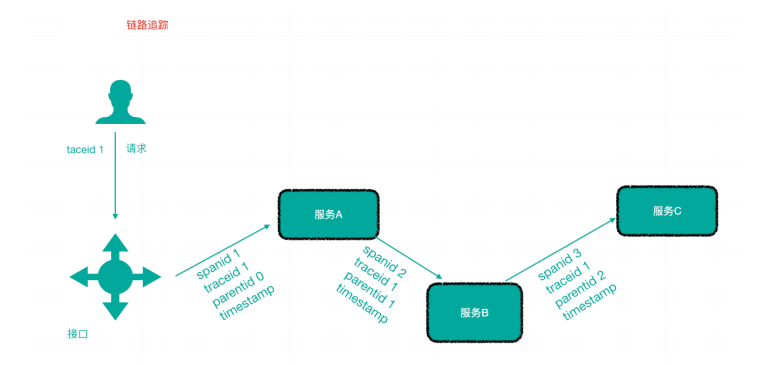 链路追踪
taceid 1
请求
接口
spanid 1
traceid 1
parentid 0
timestamp
服务A
spanid 2
traceid 1
parentid 1
timestamp
服务B
spanid 3
traceid 1
parentid 2
timestamp
服务C